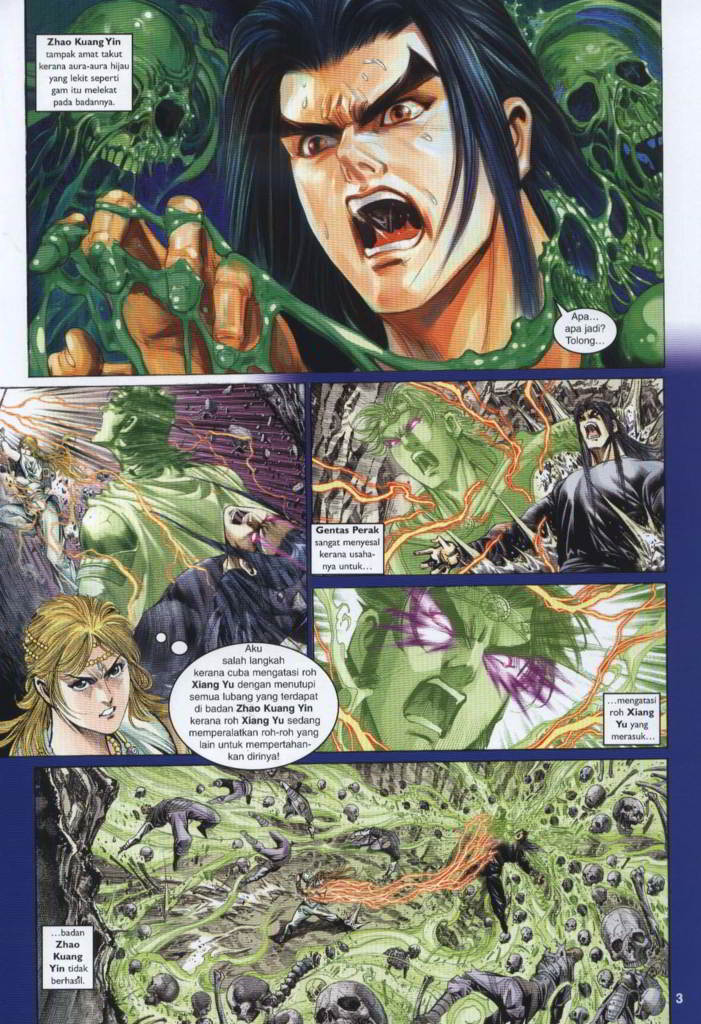 Zhao Kuang Yin
tampak amat takut
kerana aura-aura hijau
yang lekit seperti
gam itu melekat
pada badannya.
Apa...
apa jadi?
Tolong...
Gentas Perak
sangat menyesal
kerana usaha-
nya untuk...
Aku
salah langkah
kerana cuba mengatasi roh
Xiang Yu dengan menutupi
semua lubang yang terdapat
di badan Zhao Kuang Yin
kerana roh Xiang Yu sedang
memperalatkan roh-roh yang
lain untuk mempertahan-
kan dirinya!
...mengatasi
roh Xiang
Yu yang
merasuk...
...badan
Zhao
Kuang
Yin tidak
berhasil.
3